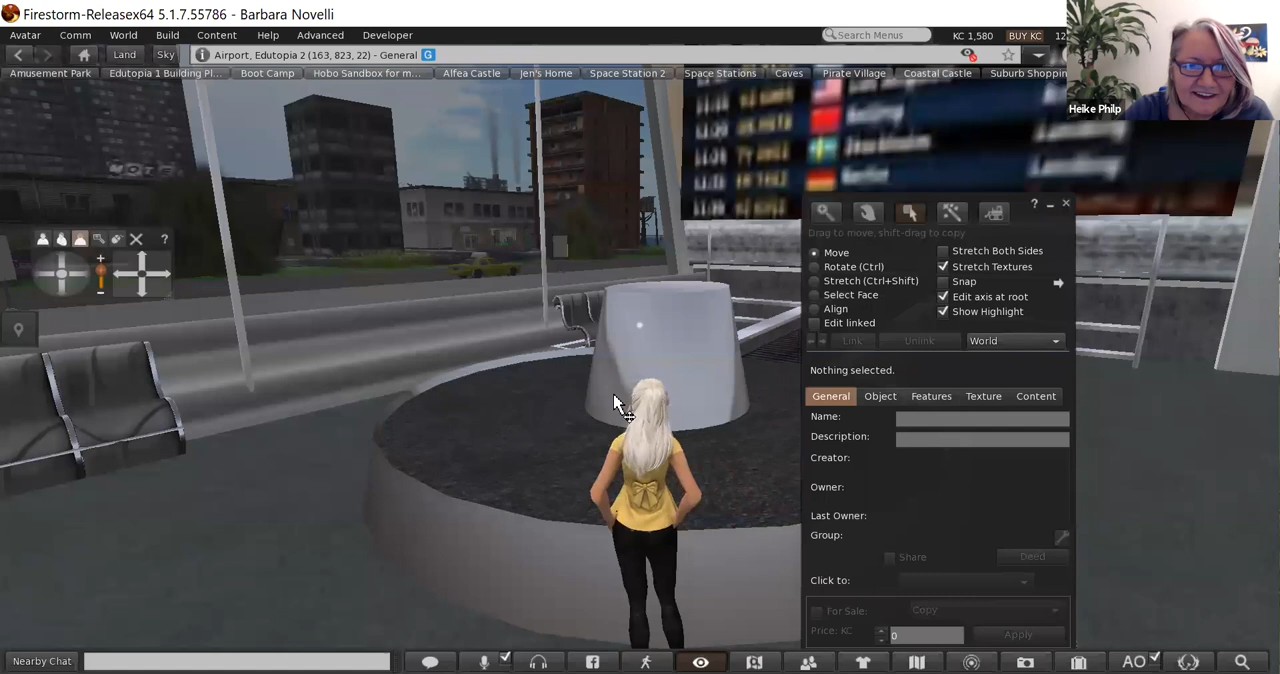 Firestorm-Releasex64 5.1.7.55786 - Barbara Novelli
Avatar Comm World Build Content Help Advanced Developer Search Menus KC 1,580 BUY KC
Land Sky Airport, Edutopia 2 (163, 823, 22) - General G
Amusement Park Edutopia 1 Building Pl... Boot Camp Hobo Sandbox for m... Alfea Castle Jen's Home Space Station 2 Space Stations Caves Pirate Village Coastal Castle Suburb Shoppin
Heike Philp
?
? _
Drag to move, shift-drag to copy
Move Stretch Both Sides
Rotate (Ctrl) Stretch Textures
Stretch (Ctrl+Shift) Snap
Select Face Edit axis at root
Align Show Highlight
Edit linked
Link Unlink World
Nothing selected.
General Object Features Texture Content
Name:
Description:
Creator:
Owner:
Last Owner:
Group:
Share Deed
Click to:
For Sale: Copy
Price: KC 0 Apply
Nearby Chat AO